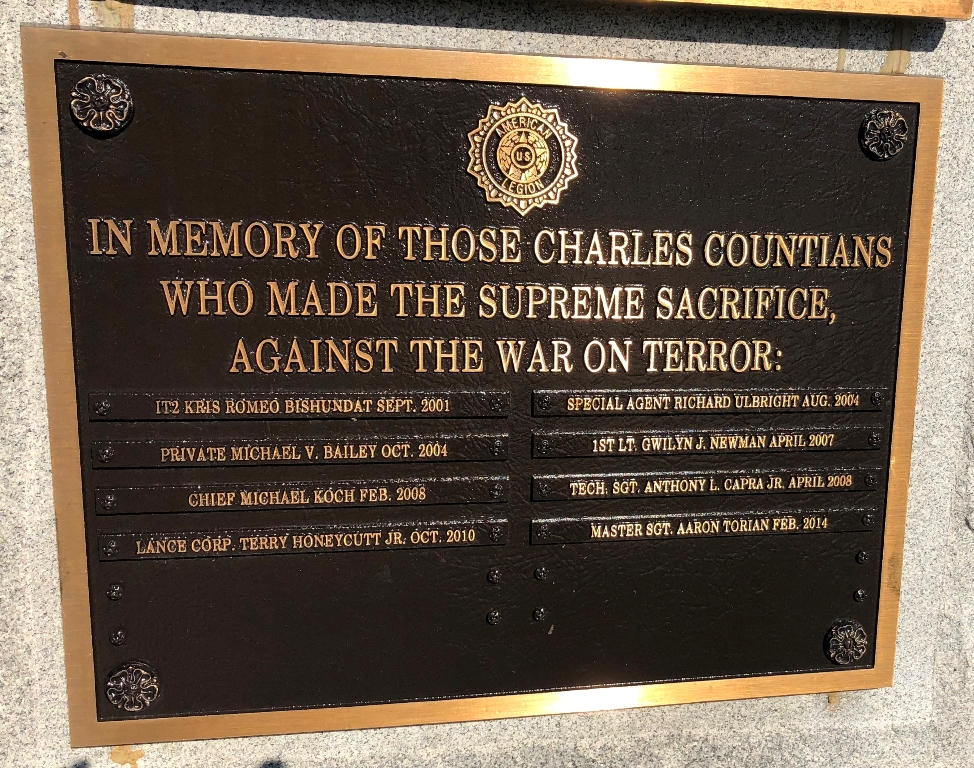 AMERICAN
US
LEGION
IN MEMORY OF THOSE CHARLES COUNTIANS
WHO MADE THE SUPREME SACRIFICE,
AGAINST THE WAR ON TERROR:
IT2 KRIS ROMEO BISHUNDAT SEPT. 2001
SPECIAL AGENT RICHARD ULBRIGHT AUG. 2004
PRIVATE MICHAEL V. BAILEY OCT. 2004
1ST LT. GWILYN J. NEWMAN APRIL 2007
CHIEF MICHAEL KOCH FEB. 2008
TECH. SGT. ANTHONY L. CAPRA JR. APRIL 2008
LANCE CORP. TERRY HONEYCUTT JR. OCT. 2010
MASTER SGT. AARON TORIAN FEB. 2014